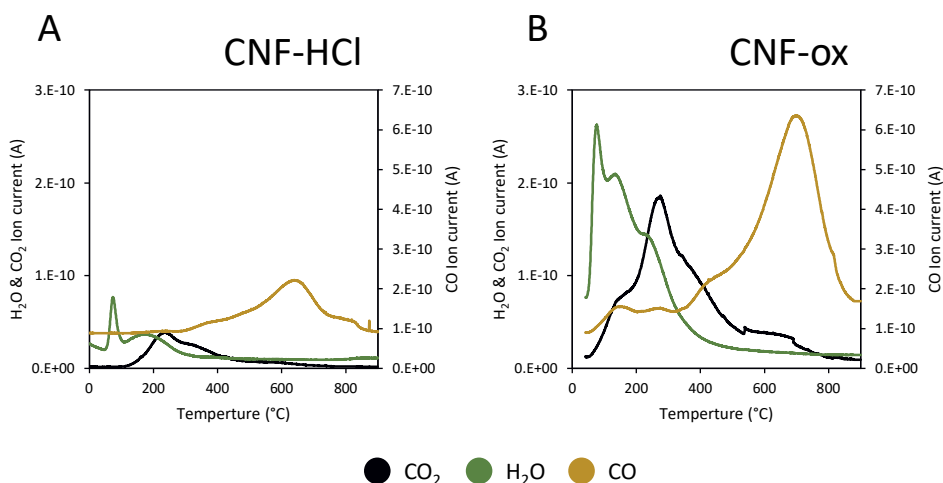 A
CNF-HCl
3.E-10
2.E-10
1.E-10
0.E+00
H₂O & CO₂ Ion current (A)
7.E-10
6.E-10
5.E-10
4.E-10
3.E-10
2.E-10
1.E-10
0.E+00
CO Ion current (A)
0 200 400 600 800
Temperture (°C)
B
CNF-ox
3.E-10
2.E-10
1.E-10
0.E+00
H₂O & CO₂ Ion current (A)
7.E-10
6.E-10
5.E-10
4.E-10
3.E-10
2.E-10
1.E-10
0.E+00
CO Ion current (A)
0 200 400 600 800
Temperture (°C)
CO₂ H₂O CO